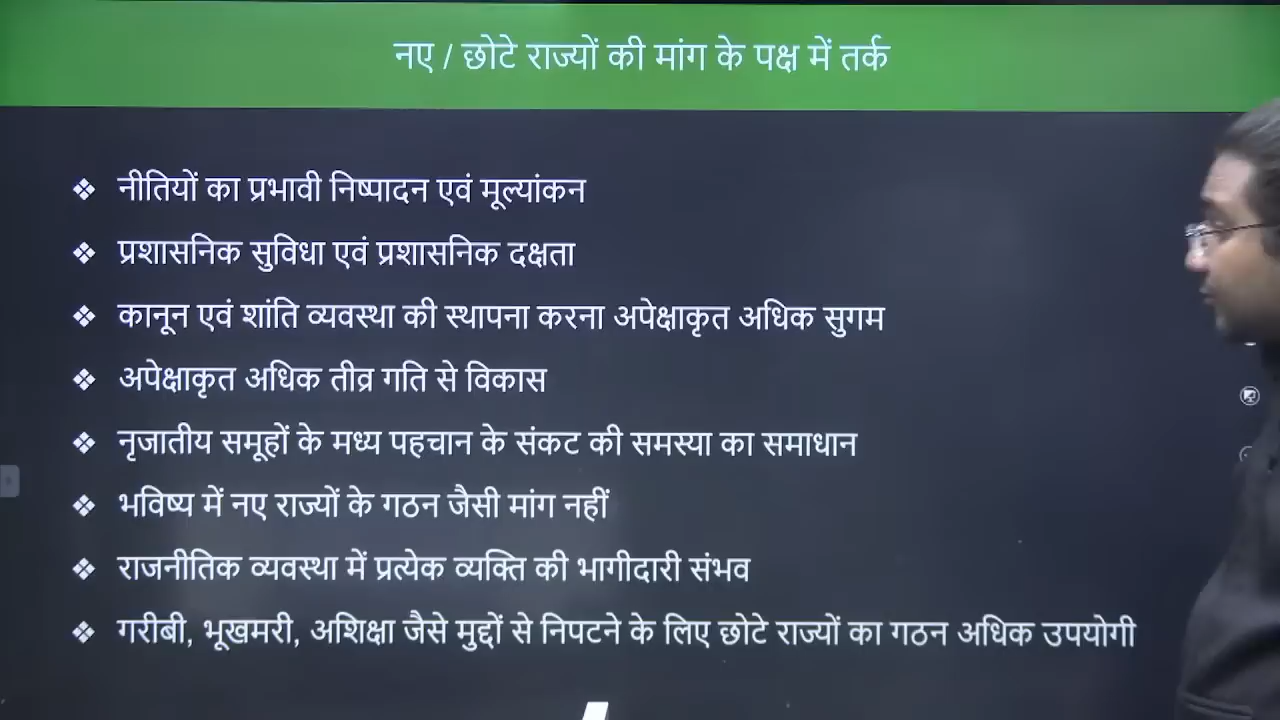 नए / छोटे राज्यों की मांग के पक्ष में तर्क
❖ नीतियों का प्रभावी निष्पादन एवं मूल्यांकन
❖ प्रशासनिक सुविधा एवं प्रशासनिक दक्षता
❖ कानून एवं शांति व्यवस्था की स्थापना करना अपेक्षाकृत अधिक सुगम
❖ अपेक्षाकृत अधिक तीव्र गति से विकास
❖ नृजातीय समूहों के मध्य पहचान के संकट की समस्या का समाधान
❖ भविष्य में नए राज्यों के गठन जैसी मांग नहीं
❖ राजनीतिक व्यवस्था में प्रत्येक व्यक्ति की भागीदारी संभव
❖ गरीबी, भूखमरी, अशिक्षा जैसे मुद्दों से निपटने के लिए छोटे राज्यों का गठन अधिक उपयोगी